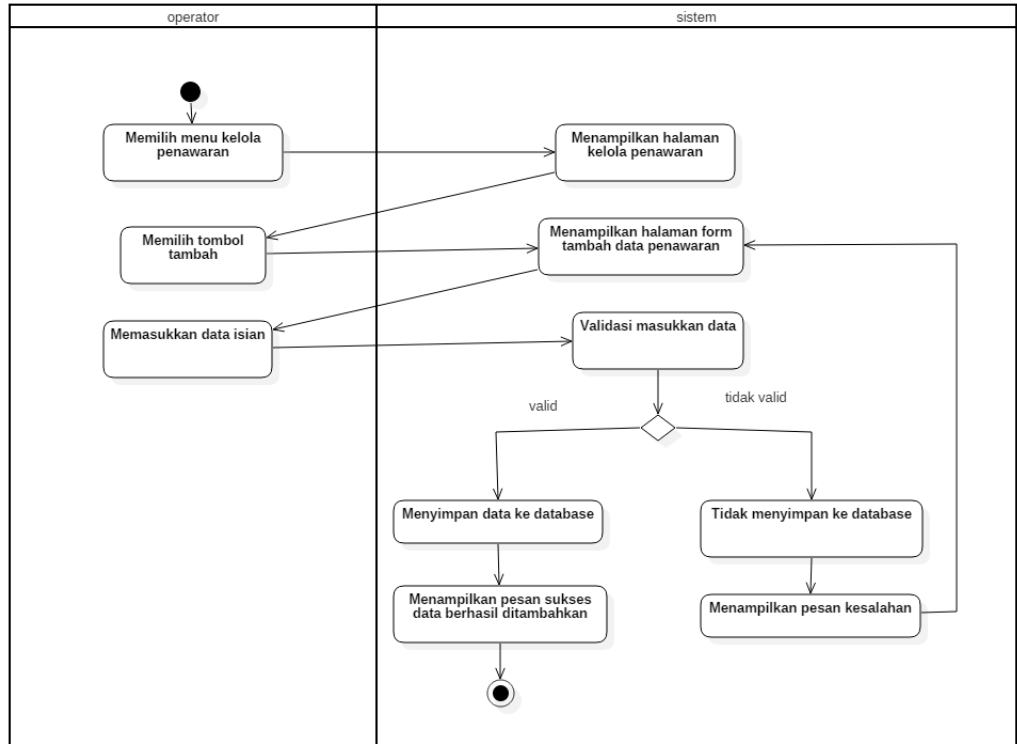 operator
sistem
Memilih menu kelola
penawaran
Menampilkan halaman
kelola penawaran
Memilih tombol
tambah
Menampilkan halaman form
tambah data penawaran
Memasukkan data isian
Validasi masukkan data
valid
tidak valid
Menyimpan data ke database
Tidak menyimpan ke database
Menampilkan pesan sukses
data berhasil ditambahkan
Menampilkan pesan kesalahan